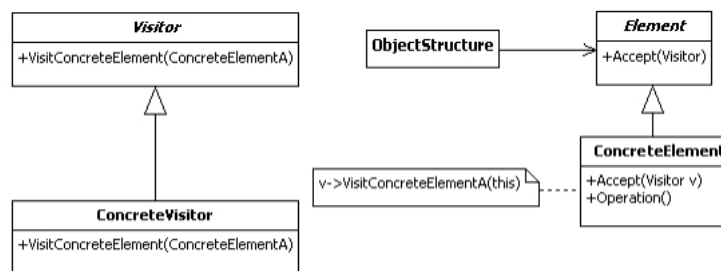 Visitor
+VisitConcreteElement(ConcreteElementA)
ObjectStructure
Element
+Accept(Visitor)
v->VisitConcreteElementA(this)
ConcreteElement
+Accept(Visitor v)
+Operation()
ConcreteVisitor
+VisitConcreteElement(ConcreteElementA)